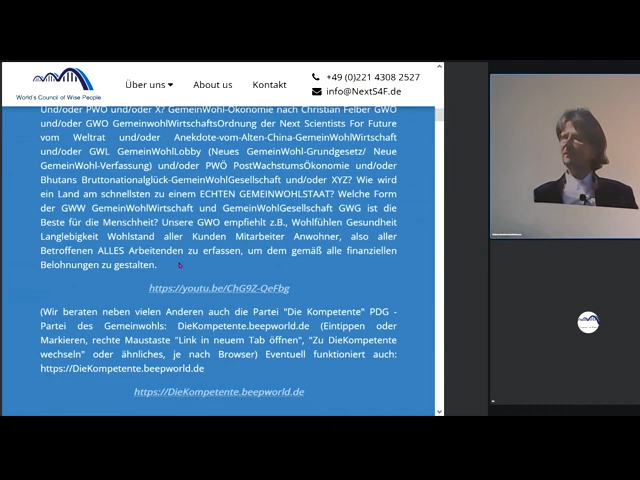 World's Council of Wise People
Über uns
About us
Kontakt
+49 (0)221 4308 2527
info@NextS4F.de
Und/oder PWO und/oder X? GemeinWohl-Ökonomie nach Christian Felber GWO
und/oder GWO GemeinwohlWirtschaftsOrdnung der Next Scientists For Future
vom Weltrat und/oder Anekdote-vom-Alten-China-GemeinWohlWirtschaft
und/oder GWL GemeinWohlLobby (Neues GemeinWohl-Grundgesetz/ Neue
GemeinWohl-Verfassung) und/oder PWÖ PostWachstumsÖkonomie und/oder
Bhutans Bruttonationalglück-GemeinWohlGesellschaft und/oder XYZ? Wie wird
ein Land am schnellsten zu einem ECHTEN GEMEINWOHLSTAAT? Welche Form
der GWW GemeinWohlWirtschaft und GemeinWohlGesellschaft GWG ist die
Beste für die Menschheit? Unsere GWO empfiehlt z.B., Wohlfühlen Gesundheit
Langlebigkeit Wohlstand aller Kunden Mitarbeiter Anwohner, also aller
Betroffenen ALLES Arbeitenden zu erfassen, um dem gemäß alle finanziellen
Belohnungen zu gestalten.
https://youtu.be/ChG9Z-QeFbg
(Wir beraten neben vielen Anderen auch die Partei "Die Kompetente" PDG -
Partei des Gemeinwohls: DieKompetente.beepworld.de (Eintippen oder
Markieren, rechte Maustaste "Link in neuem Tab öffnen", "Zu DieKompetente
wechseln" oder ähnliches, je nach Browser) Eventuell funktioniert auch:
https://DieKompetente.beepworld.de
https://DieKompetente.beepworld.de